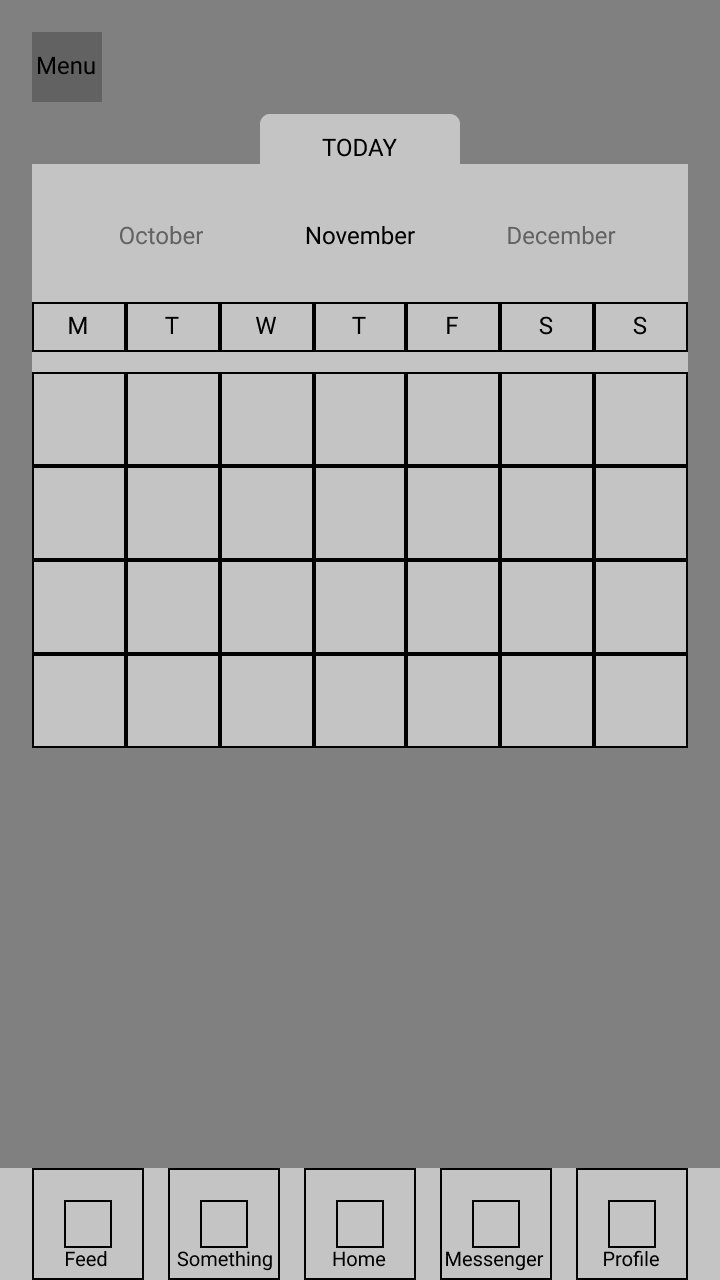 Menu
TODAY
October November December
M T W T F S S
Feed Something Home Messenger Profile